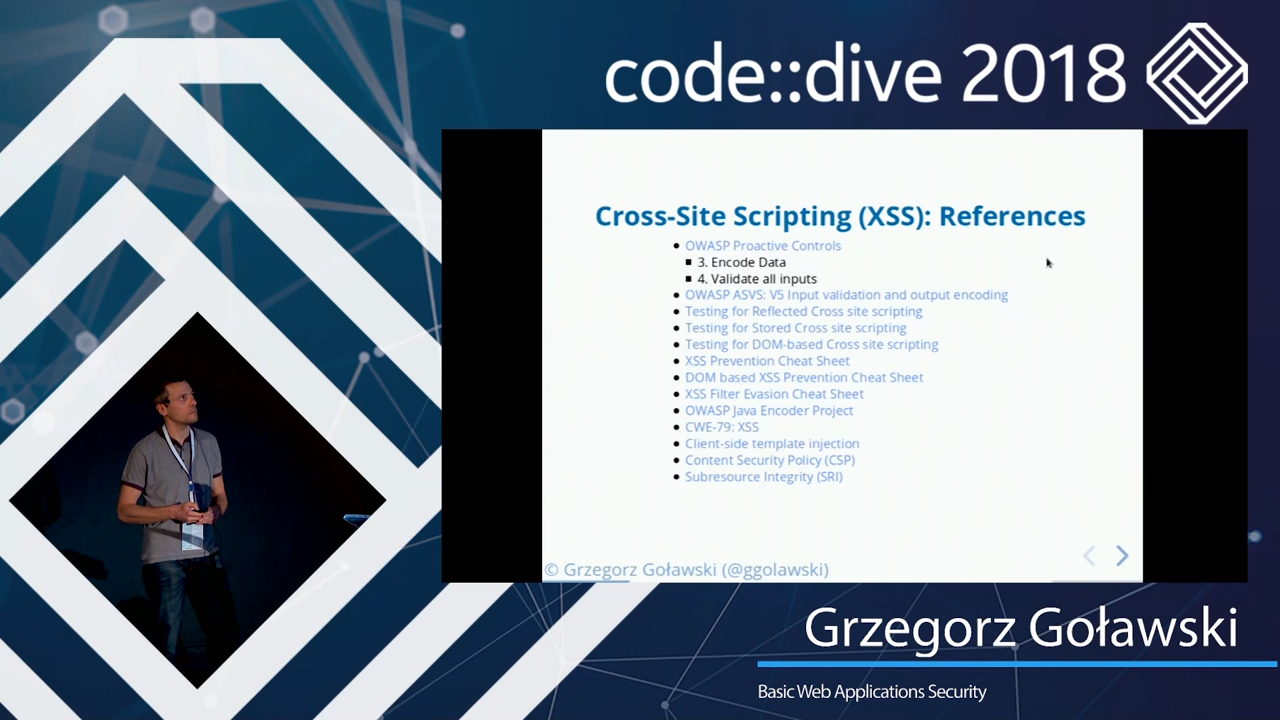 code::dive 2018
Cross-Site Scripting (XSS): References
OWASP Proactive Controls
3. Encode Data
4. Validate all inputs
OWASP ASVS: V5 Input validation and output encoding
Testing for Reflected Cross site scripting
Testing for Stored Cross site scripting
Testing for DOM-based Cross site scripting
XSS Prevention Cheat Sheet
DOM based XSS Prevention Cheat Sheet
XSS Filter Evasion Cheat Sheet
OWASP Java Encoder Project
CWE-79: XSS
Client-side template injection
Content Security Policy (CSP)
Subresource Integrity (SRI)
© Grzegorz Goławski (@ggolawski)
Grzegorz Goławski
Basic Web Applications Security